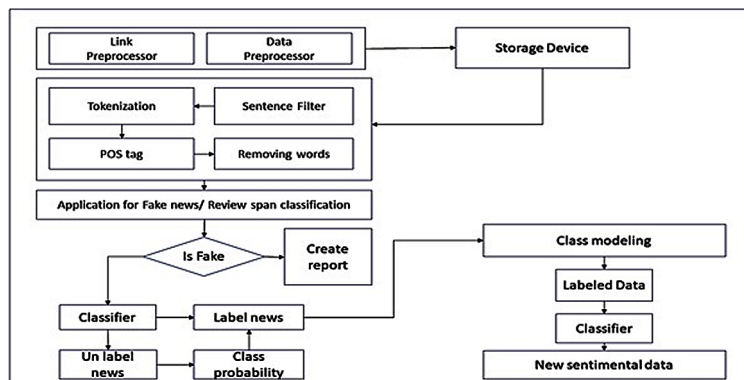 Link
Preprocessor
Data
Preprocessor
Storage Device
Tokenization
Sentence Filter
POS tag
Removing words
Application for Fake news/ Review span classification
Is Fake
Create
report
Class modeling
Labeled Data
Classifier
Label news
Classifier
Un label
news
Class
probability
New sentimental data